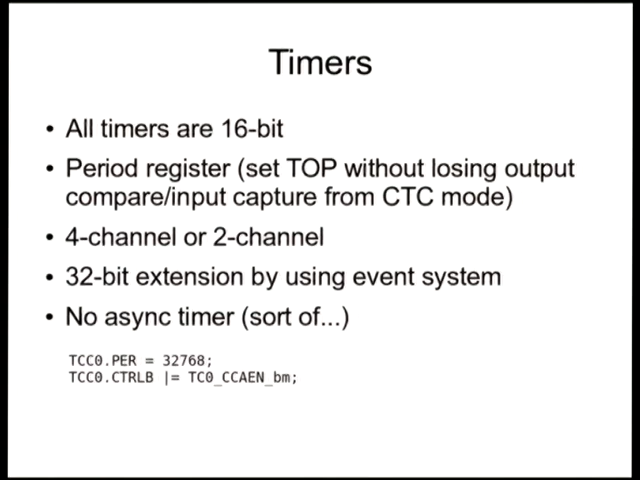 Timers
• All timers are 16-bit
• Period register (set TOP without losing output
compare/input capture from CTC mode)
• 4-channel or 2-channel
• 32-bit extension by using event system
• No async timer (sort of...)
TCC0.PER = 32768;
TCC0.CTRLB |= TC0_CCAEN_bm;